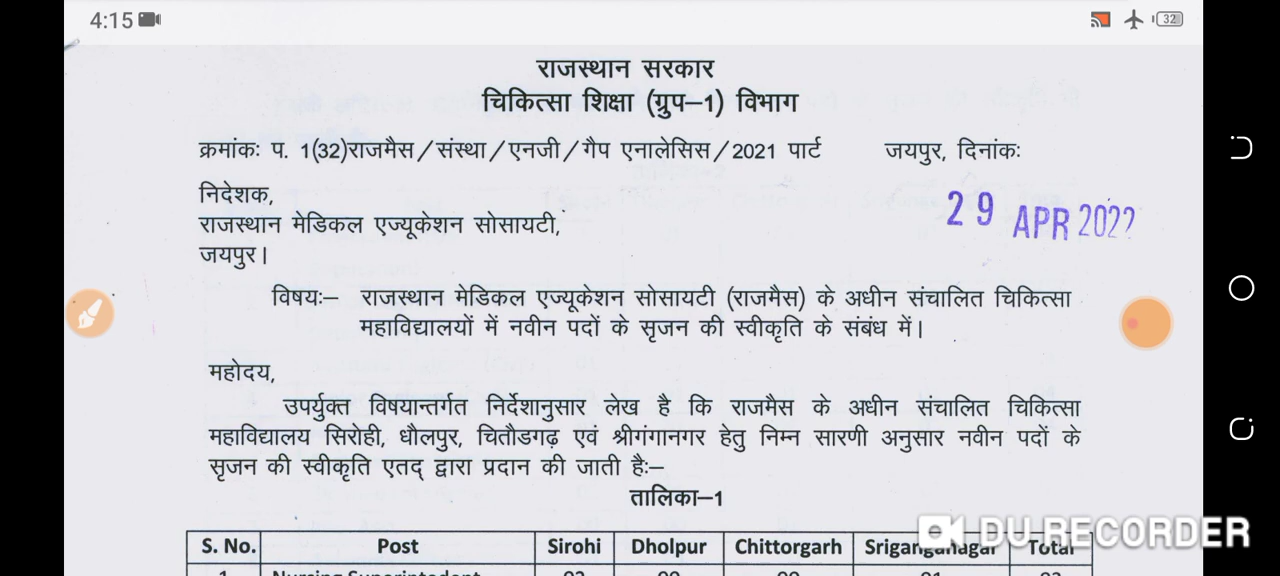 4:15
32
राजस्थान सरकार
चिकित्सा शिक्षा (ग्रुप–1) विभाग
क्रमांकः प. 1(32)राजमैस/संस्था/एनजी/गैप एनालेसिस/2021 पार्ट जयपुर, दिनांकः
29 APR 2022
निदेशक,
राजस्थान मेडिकल एज्यूकेशन सोसायटी,
जयपुर।
विषयः– राजस्थान मेडिकल एज्यूकेशन सोसायटी (राजमैस) के अधीन संचालित चिकित्सा
महाविद्यालयों में नवीन पदों के सृजन की स्वीकृति के संबंध में।
महोदय,
उपर्युक्त विषयान्तर्गत निर्देशानुसार लेख है कि राजमैस के अधीन संचालित चिकित्सा
महाविद्यालय सिरोही, धौलपुर, चितौडगढ़ एवं श्रीगंगानगर हेतु निम्न सारणी अनुसार नवीन पदों के
सृजन की स्वीकृति एतद् द्वारा प्रदान की जाती हैः–
तालिका–1
DU RECORDER
S. No. Post Sirohi Dholpur Chittorgarh Sriganganagar Total